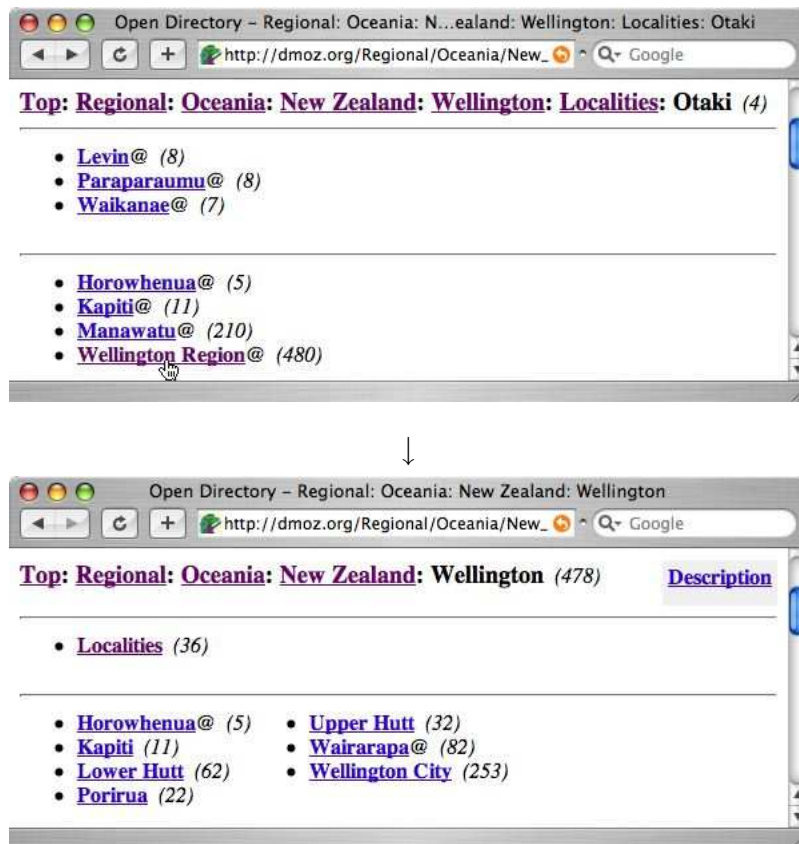 Open Directory – Regional: Oceania: N...ealand: Wellington: Localities: Otaki
http://dmoz.org/Regional/Oceania/New_ Google
Top: Regional: Oceania: New Zealand: Wellington: Localities: Otaki (4)
• Levin@ (8)
• Paraparaumu@ (8)
• Waikanae@ (7)
• Horowhenua@ (5)
• Kapiti@ (11)
• Manawatu@ (210)
• Wellington Region@ (480)
↓
Open Directory – Regional: Oceania: New Zealand: Wellington
http://dmoz.org/Regional/Oceania/New_ Google
Top: Regional: Oceania: New Zealand: Wellington (478) Description
• Localities (36)
• Horowhenua@ (5) • Upper Hutt (32)
• Kapiti (11) • Wairarapa@ (82)
• Lower Hutt (62) • Wellington City (253)
• Porirua (22)